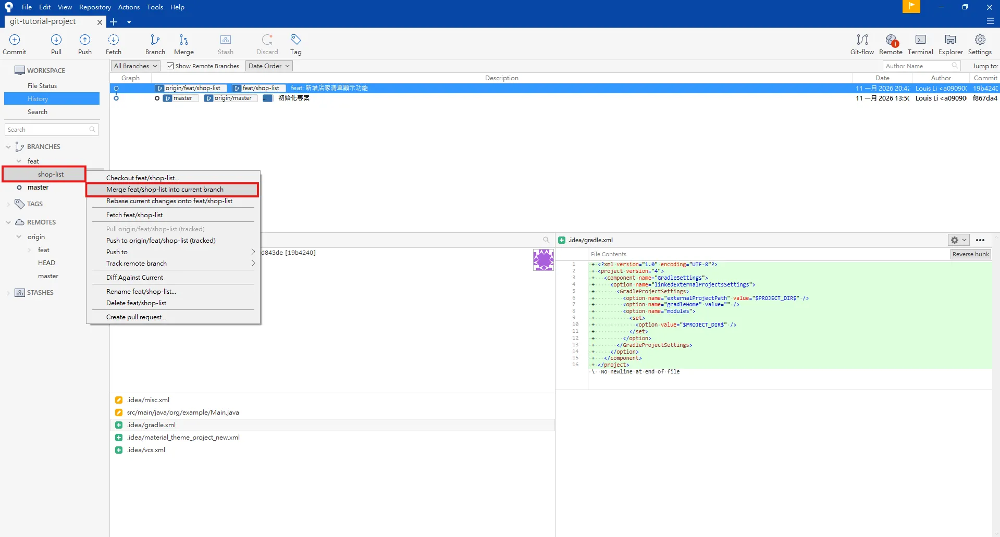 File Edit View Repository Actions Tools Help
git-tutorial-project
Commit Pull Push Fetch Branch Merge Stash Discard Tag Git-flow Remote Terminal Explorer Settings
WORKSPACE
File Status
History
Search
Search
BRANCHES
feat
shop-list
master
TAGS
REMOTES
origin
feat
HEAD
master
STASHES
All Branches Show Remote Branches Date Order Author Name Jump to:
Graph Description Date Author Commit
origin/feat/shop-list feat/shop-list feat: 新增店家清單顯示功能 11 一月 2026 20:42 Louis Li <a09090 19b4240
master origin/master ... 初始化專案 11 一月 2026 13:50 Louis Li <a09090 f867da4
Checkout feat/shop-list...
Merge feat/shop-list into current branch
Rebase current changes onto feat/shop-list
Fetch feat/shop-list
Pull origin/feat/shop-list (tracked)
Push to origin/feat/shop-list (tracked)
Push to
Track remote branch
Diff Against Current
Rename feat/shop-list...
Delete feat/shop-list
Create pull request...
d843de [19b4240]
.idea/misc.xml
src/main/java/org/example/Main.java
.idea/gradle.xml
.idea/material_theme_project_new.xml
.idea/vcs.xml
.idea/gradle.xml
File Contents Reverse hunk
1 + <?xml version="1.0" encoding="UTF-8"?>
2 + <project version="4">
3 + <component name="GradleSettings">
4 + <option name="linkedExternalProjectsSettings">
5 + <GradleProjectSettings>
6 + <option name="externalProjectPath" value="$PROJECT_DIR$" />
7 + <option name="gradleHome" value="" />
8 + <option name="modules">
9 + <set>
10 + <option value="$PROJECT_DIR$" />
11 + </set>
12 + </option>
13 + </GradleProjectSettings>
14 + </option>
15 + </component>
16 + </project>
\ No newline at end of file